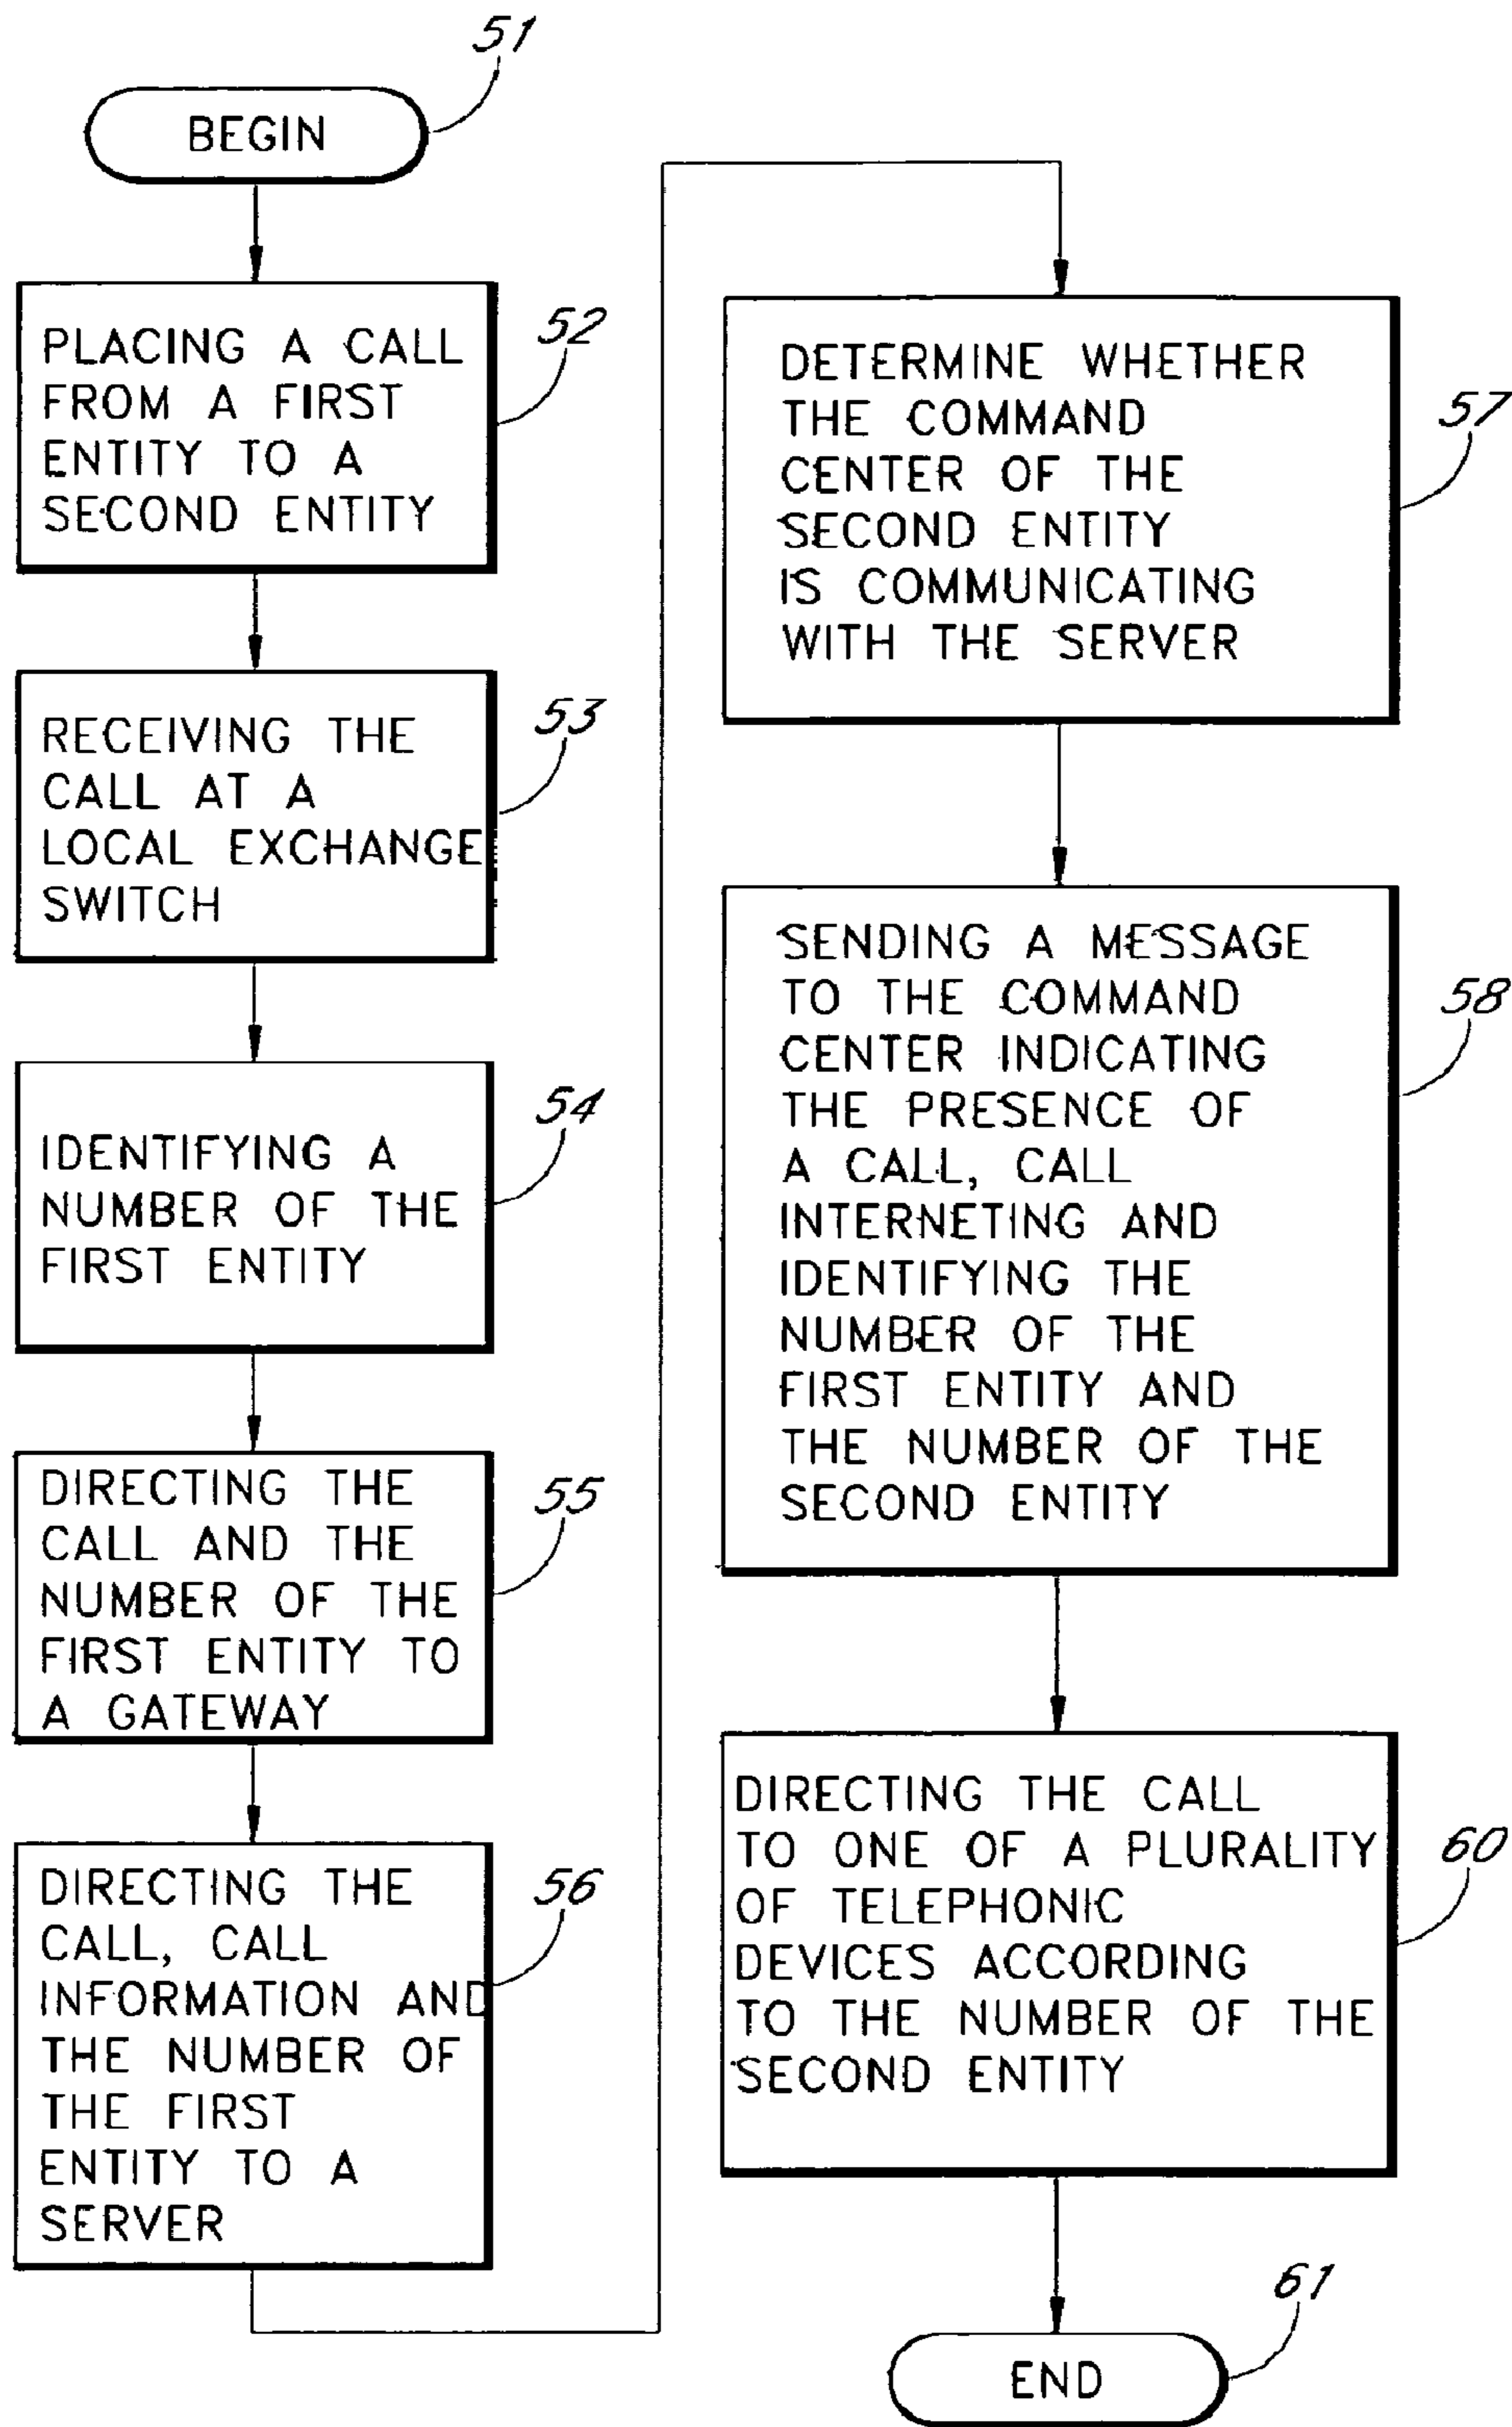 51
BEGIN
PLACING A CALL
FROM A FIRST
ENTITY TO A
SECOND ENTITY
52
RECEIVING THE
CALL AT A
LOCAL EXCHANGE
SWITCH
53
IDENTIFYING A
NUMBER OF THE
FIRST ENTITY
54
DIRECTING THE
CALL AND THE
NUMBER OF THE
FIRST ENTITY TO
A GATEWAY
55
DIRECTING THE
CALL, CALL
INFORMATION AND
THE NUMBER OF
THE FIRST
ENTITY TO A
SERVER
56
DETERMINE WHETHER
THE COMMAND
CENTER OF THE
SECOND ENTITY
IS COMMUNICATING
WITH THE SERVER
57
SENDING A MESSAGE
TO THE COMMAND
CENTER INDICATING
THE PRESENCE OF
A CALL, CALL
INTERNETING AND
IDENTIFYING THE
NUMBER OF THE
FIRST ENTITY AND
THE NUMBER OF THE
SECOND ENTITY
58
DIRECTING THE CALL
TO ONE OF A PLURALITY
OF TELEPHONIC
DEVICES ACCORDING
TO THE NUMBER OF THE
SECOND ENTITY
60
61
END